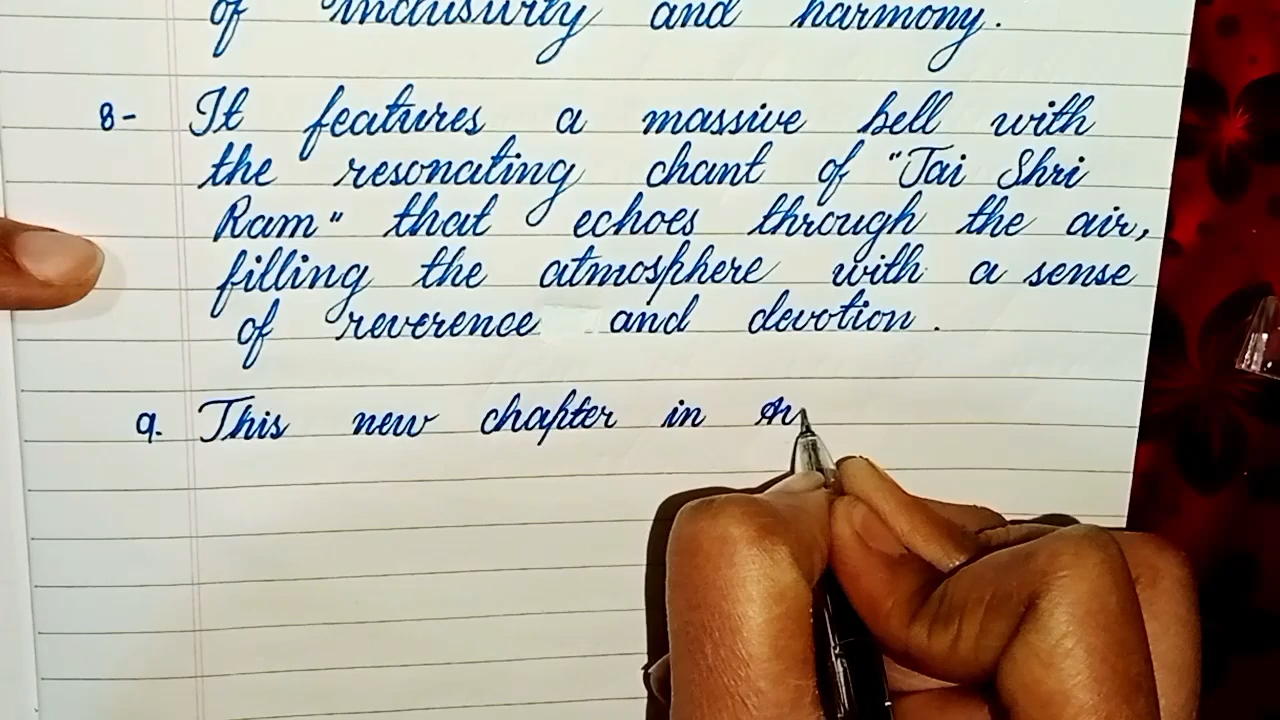 of inclusivity and harmony.
8- It features a massive bell with
the resonating chant of "Jai Shri
Ram" that echoes through the air,
filling the atmosphere with a sense
of reverence and devotion.
9. This new chapter in